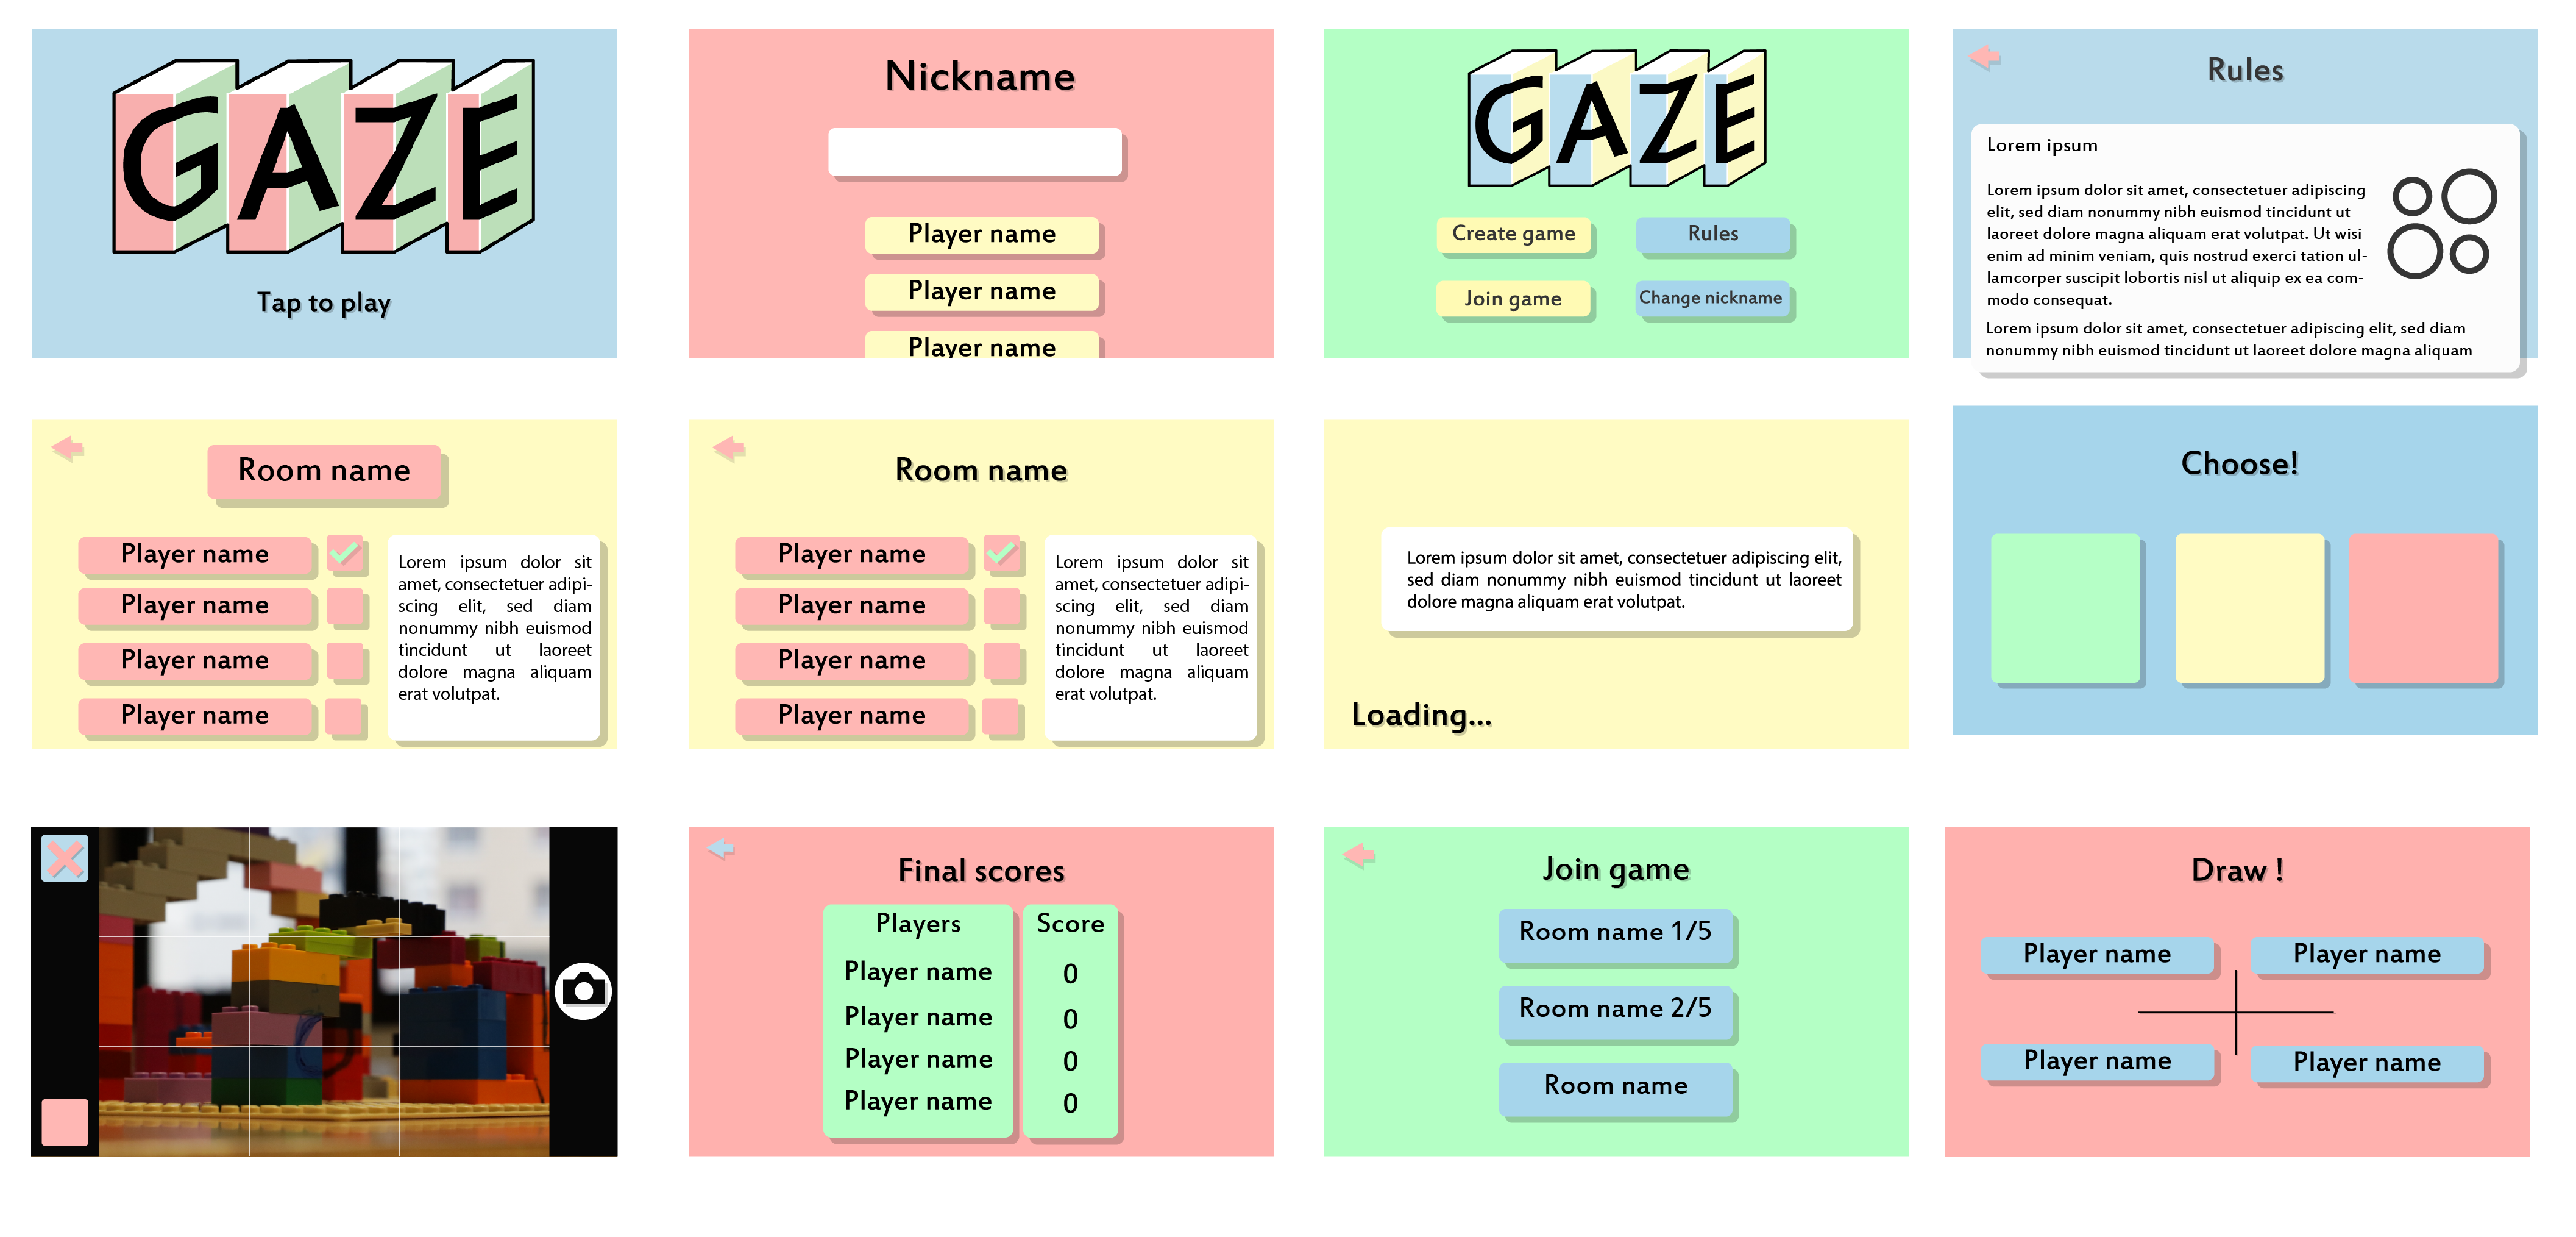 GAZE
Tap to play
Nickname
Player name
Player name
Player name
GAZE
Create game
Rules
Join game
Change nickname
Rules
Lorem ipsum
Lorem ipsum dolor sit amet, consectetuer adipiscing
elit, sed diam nonummy nibh euismod tincidunt ut
laoreet dolore magna aliquam erat volutpat. Ut wisi
enim ad minim veniam, quis nostrud exerci tation ul-
lamcorper suscipit lobortis nisl ut aliquip ex ea com-
modo consequat.
Lorem ipsum dolor sit amet, consectetuer adipiscing elit, sed diam
nonummy nibh euismod tincidunt ut laoreet dolore magna aliquam
Room name
Player name
Player name
Player name
Player name
Lorem ipsum dolor sit
amet, consectetuer adipi-
scing elit, sed diam
nonummy nibh euismod
tincidunt ut laoreet
dolore magna aliquam
erat volutpat.
Room name
Player name
Player name
Player name
Player name
Lorem ipsum dolor sit
amet, consectetuer adipi-
scing elit, sed diam
nonummy nibh euismod
tincidunt ut laoreet
dolore magna aliquam
erat volutpat.
Lorem ipsum dolor sit amet, consectetuer adipiscing elit,
sed diam nonummy nibh euismod tincidunt ut laoreet
dolore magna aliquam erat volutpat.
Loading...
Choose!
Final scores
Players Score
Player name 0
Player name 0
Player name 0
Player name 0
Join game
Room name 1/5
Room name 2/5
Room name
Draw !
Player name
Player name
Player name
Player name